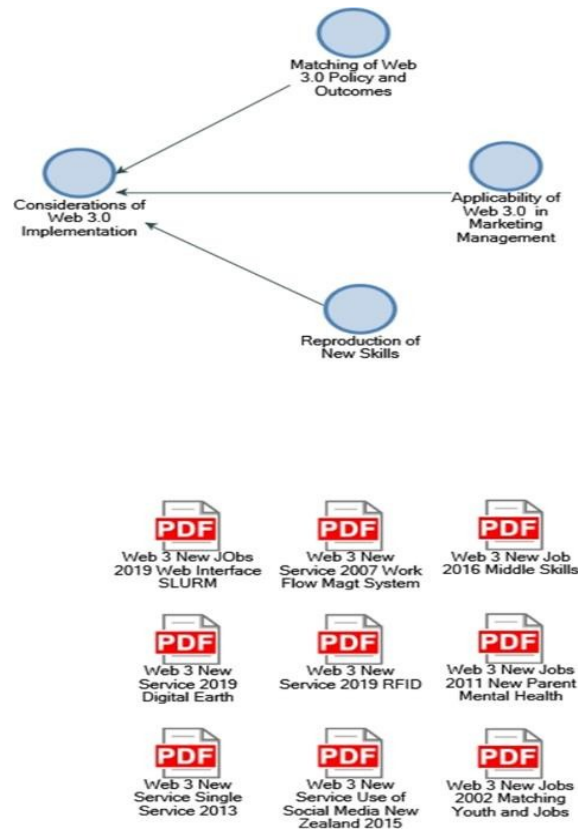 Matching of Web
3.0 Policy and
Outcomes
Considerations of
Web 3.0
Implementation
Applicability of
Web 3.0 in
Marketing
Management
Reproduction of
New Skills
PDF
Web 3 New JObs
2019 Web Interface
SLURM
PDF
Web 3 New
Service 2007 Work
Flow Magt System
PDF
Web 3 New Job
2016 Middle Skills
PDF
Web 3 New
Service 2019
Digital Earth
PDF
Web 3 New
Service 2019 RFID
PDF
Web 3 New Jobs
2011 New Parent
Mental Health
PDF
Web 3 New
Service Single
Service 2013
PDF
Web 3 New
Service Use of
Social Media New
Zealand 2015
PDF
Web 3 New Jobs
2002 Matching
Youth and Jobs